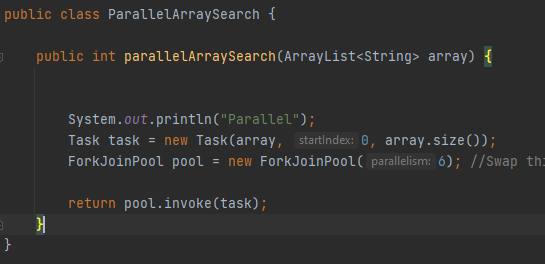 public class ParallelArraySearch {
public int parallelArraySearch(ArrayList<String> array) {
System.out.println("Parallel");
Task task = new Task(array, startIndex: 0, array.size());
ForkJoinPool pool = new ForkJoinPool( parallelism: 6); //Swap thi
return pool.invoke(task);
}
}